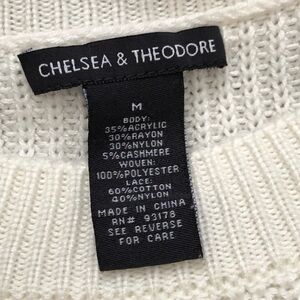 CHELSEA & THEODORE
M
BODY:
35%ACRYLIC
30%RAYON
30%NYLON
5%CASHMERE
WOVEN:
100%POLYESTER
LACE:
60%COTTON
40%NYLON
MADE IN CHINA
RN# 93178
SEE REVERSE
FOR CARE